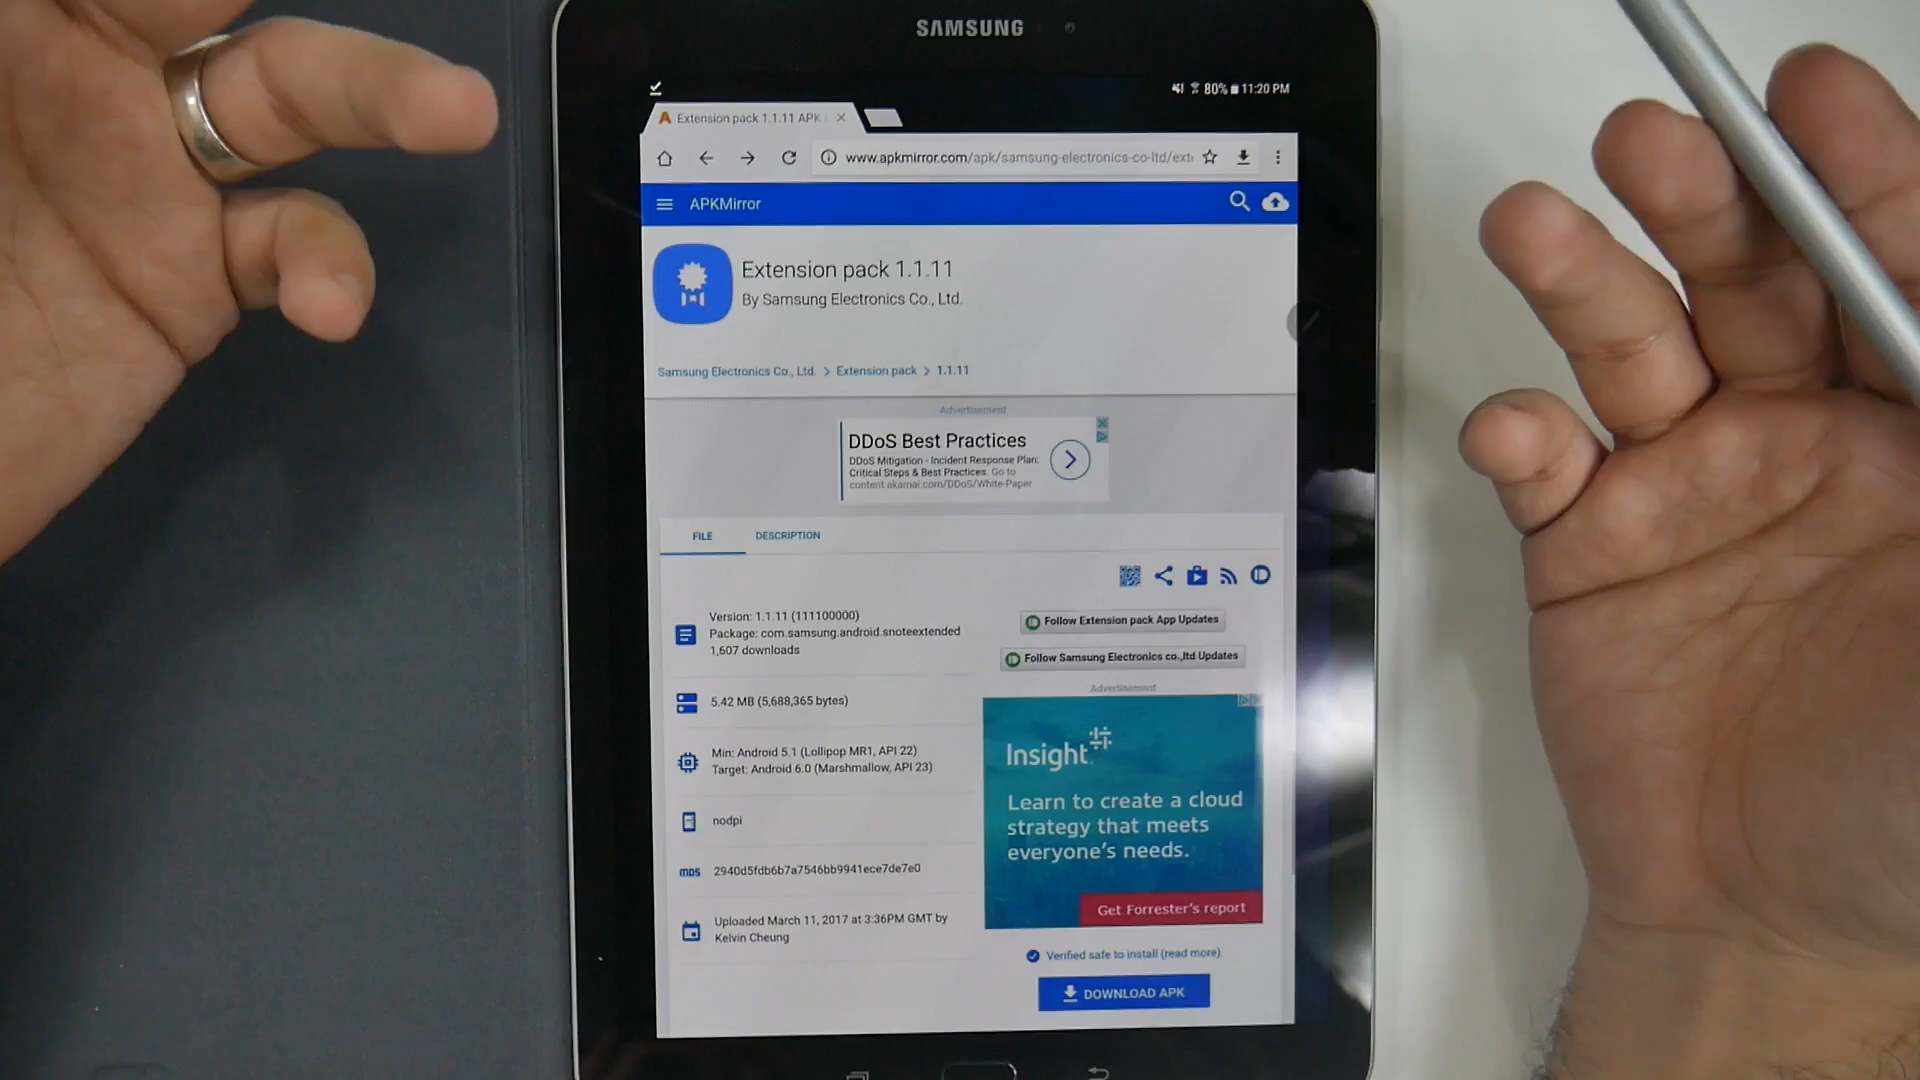 SAMSUNG
80% 11:20 PM
Extension pack 1.1.11 APK
www.apkmirror.com/apk/samsung-electronics-co-ltd/ext
APKMirror
Extension pack 1.1.11
By Samsung Electronics Co., Ltd.
Samsung Electronics Co., Ltd. > Extension pack > 1.1.11
Advertisement
DDoS Best Practices
DDoS Mitigation - Incident Response Plan:
Critical Steps & Best Practices. Go to
content.akamai.com/DDoS/White-Paper
FILE DESCRIPTION
Version: 1.1.11 (111100000)
Package: com.samsung.android.snoteextended
1,607 downloads
5.42 MB (5,688,365 bytes)
Min: Android 5.1 (Lollipop MR1, API 22)
Target: Android 6.0 (Marshmallow, API 23)
nodpi
MD5 2940d5fdb6b7a7546bb9941ece7de7e0
Uploaded March 11, 2017 at 3:36PM GMT by
Kelvin Cheung
Follow Extension pack App Updates
Follow Samsung Electronics co.,ltd Updates
Advertisement
Insight
Learn to create a cloud
strategy that meets
everyone's needs.
Get Forrester's report
Verified safe to install (read more)
DOWNLOAD APK